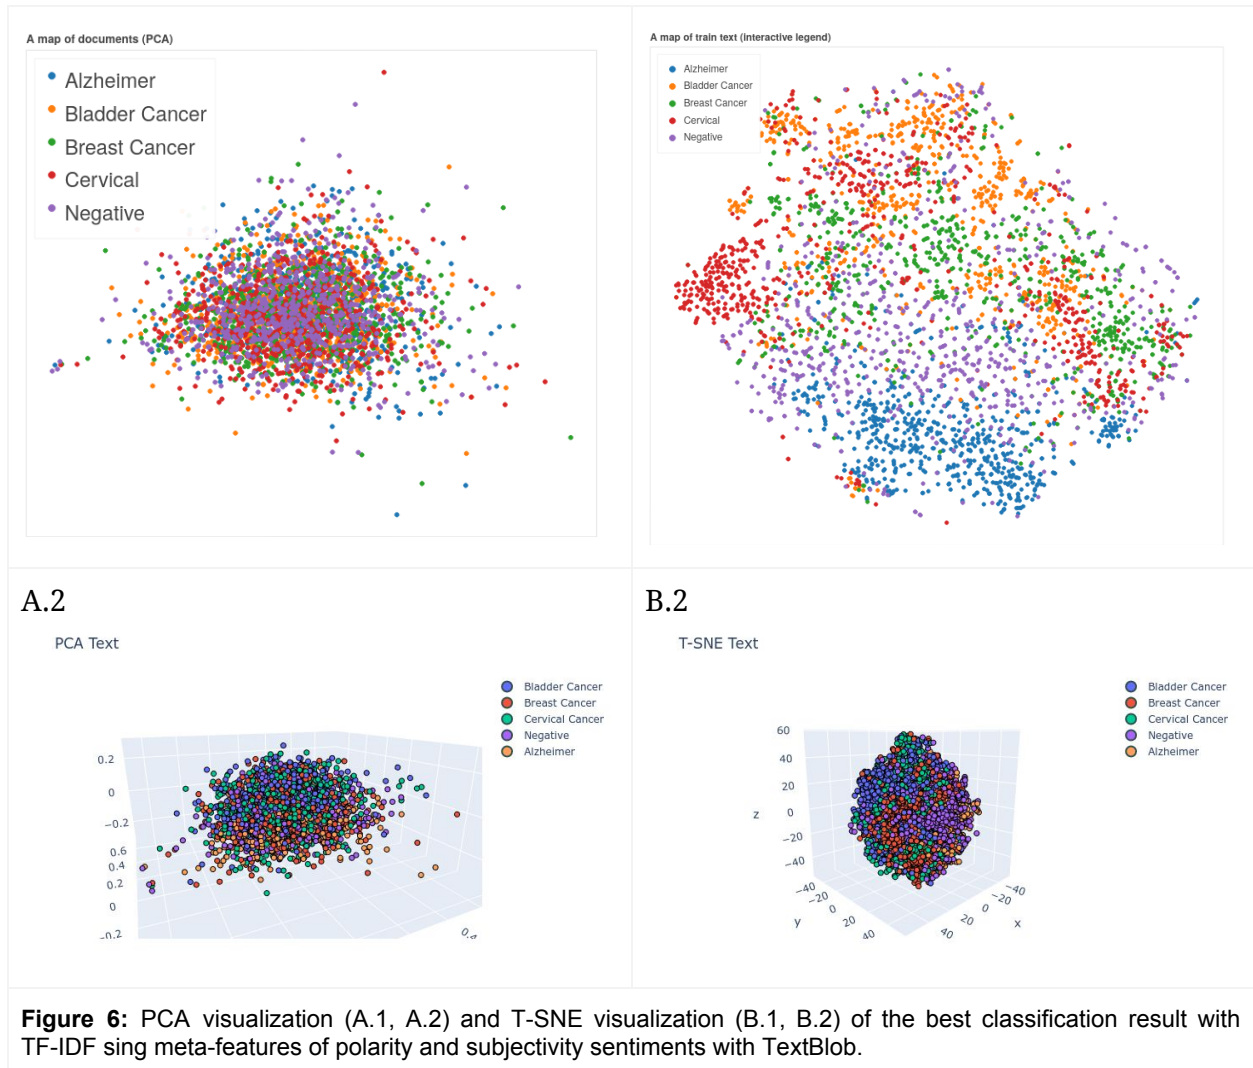 A map of documents (PCA)
Alzheimer
Bladder Cancer
Breast Cancer
Cervical
Negative
A map of train text (interactive legend)
Alzheimer
Bladder Cancer
Breast Cancer
Cervical
Negative
A.2
PCA Text
Bladder Cancer
Breast Cancer
Cervical Cancer
Negative
Alzheimer
0.2
0
−0.2
0.6
0.4
0.2
0
−0.2
B.2
T-SNE Text
Bladder Cancer
Breast Cancer
Cervical Cancer
Negative
Alzheimer
60
40
20
0
−20
−40
z
−40
−20
0
20
40
y
−40
−20
0
20
40
x
Figure 6: PCA visualization (A.1, A.2) and T-SNE visualization (B.1, B.2) of the best classification result with
TF-IDF sing meta-features of polarity and subjectivity sentiments with TextBlob.